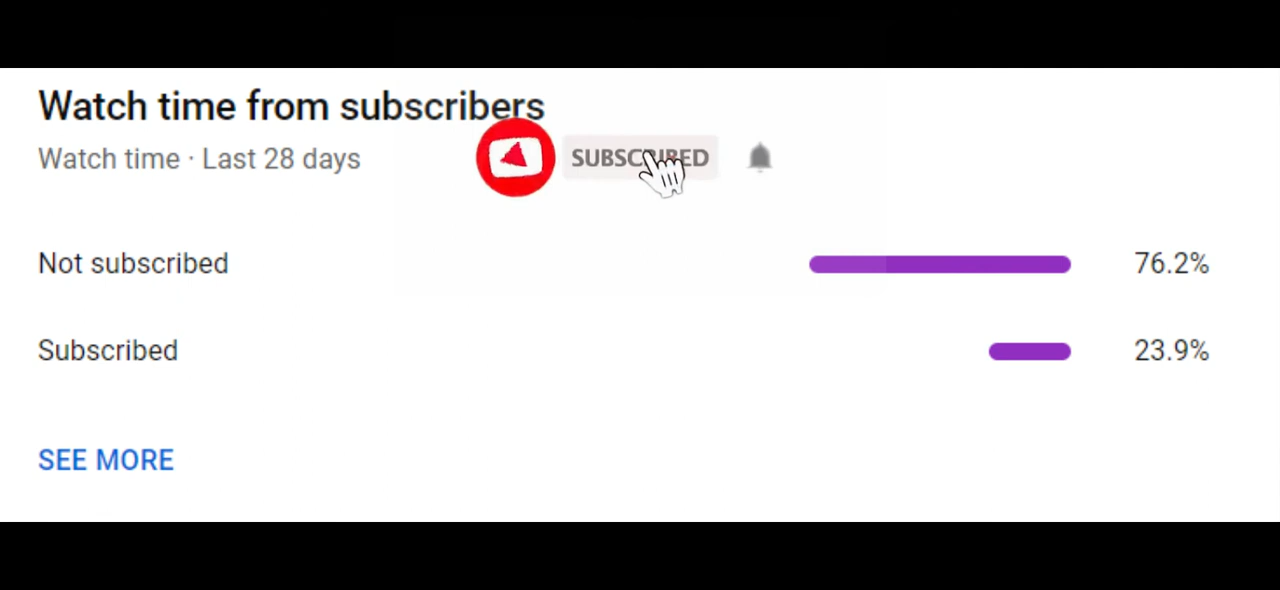 Watch time from subscribers
Watch time · Last 28 days
SUBSCRIBED
Not subscribed 76.2%
Subscribed 23.9%
SEE MORE